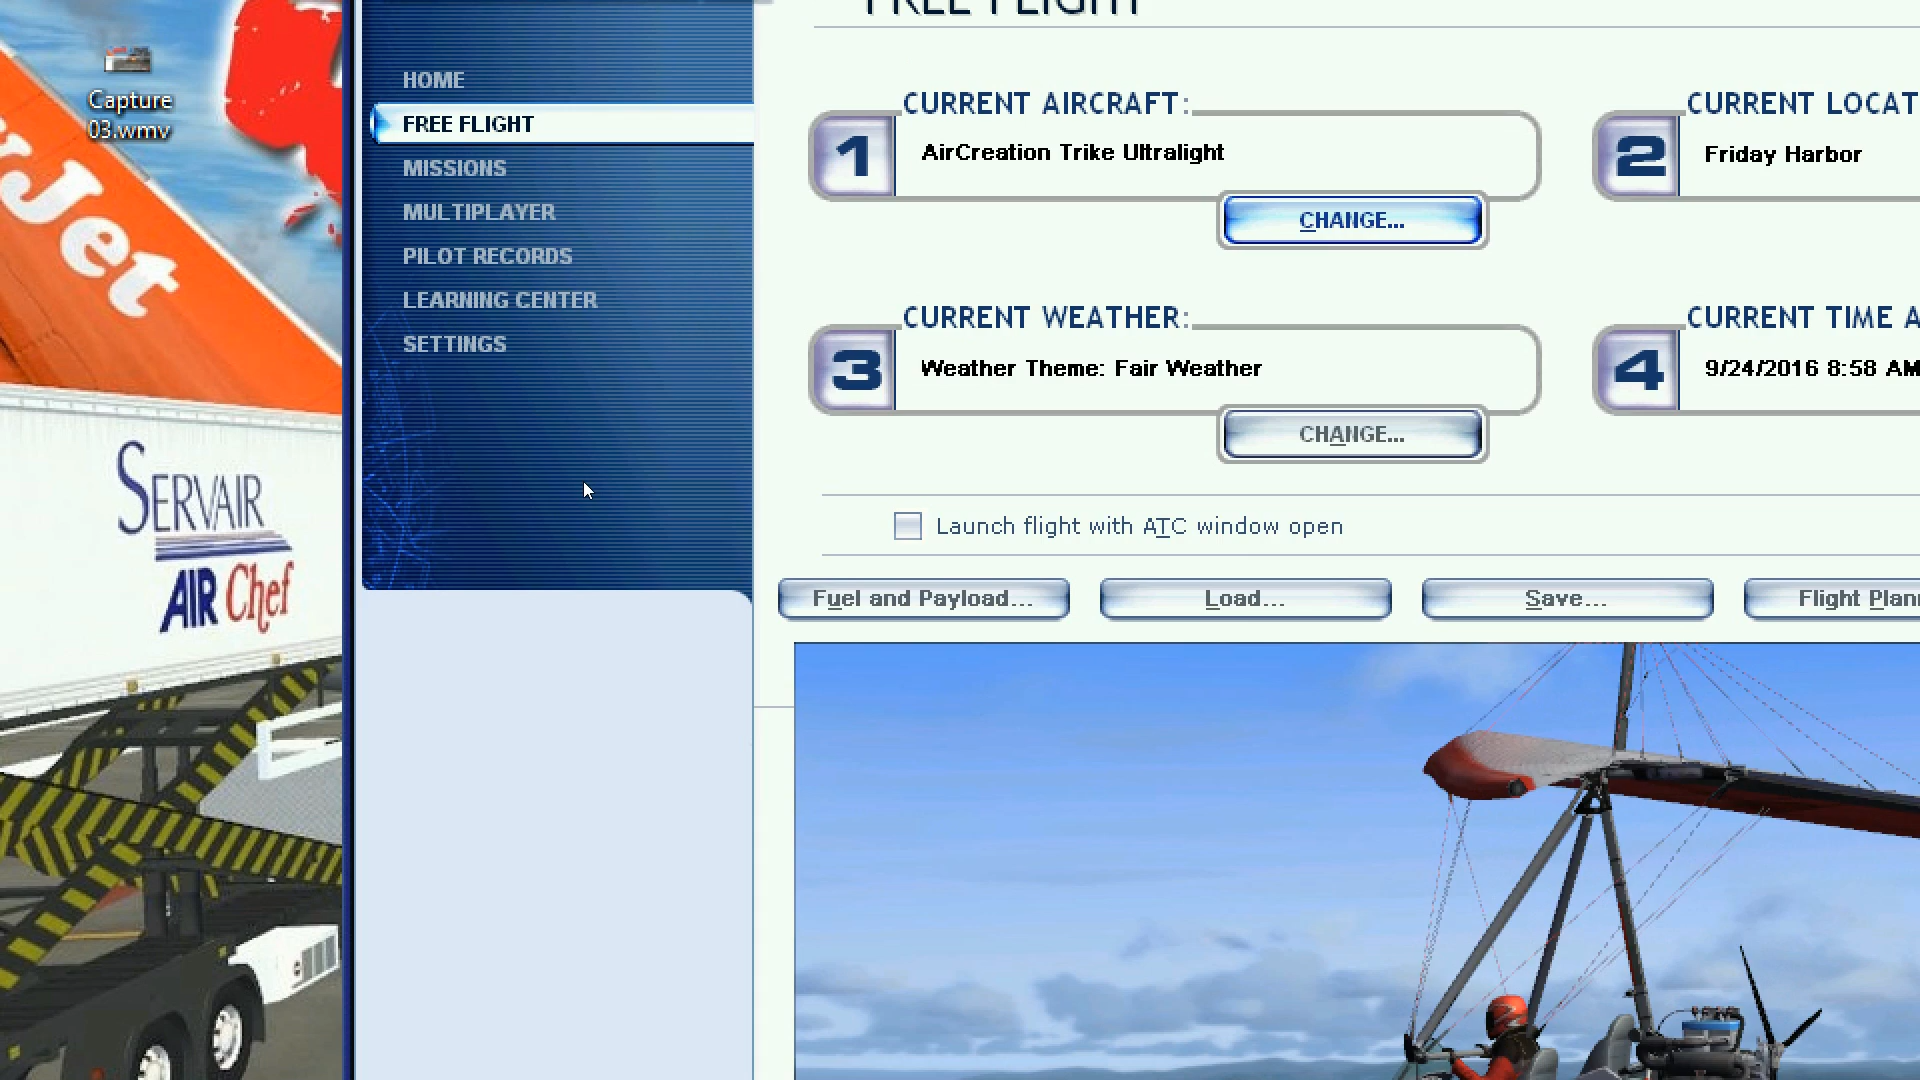 Capture
03.wmv
Jet
SERVAIR
AIR Chef
HOME
FREE FLIGHT
MISSIONS
MULTIPLAYER
PILOT RECORDS
LEARNING CENTER
SETTINGS
FREE FLIGHT
CURRENT AIRCRAFT:
1
AirCreation Trike Ultralight
CHANGE...
CURRENT LOCAT
2
Friday Harbor
CURRENT WEATHER:
3
Weather Theme: Fair Weather
CHANGE...
CURRENT TIME A
4
9/24/2016 8:58 AM
Launch flight with ATC window open
Fuel and Payload...
Load...
Save...
Flight Plann